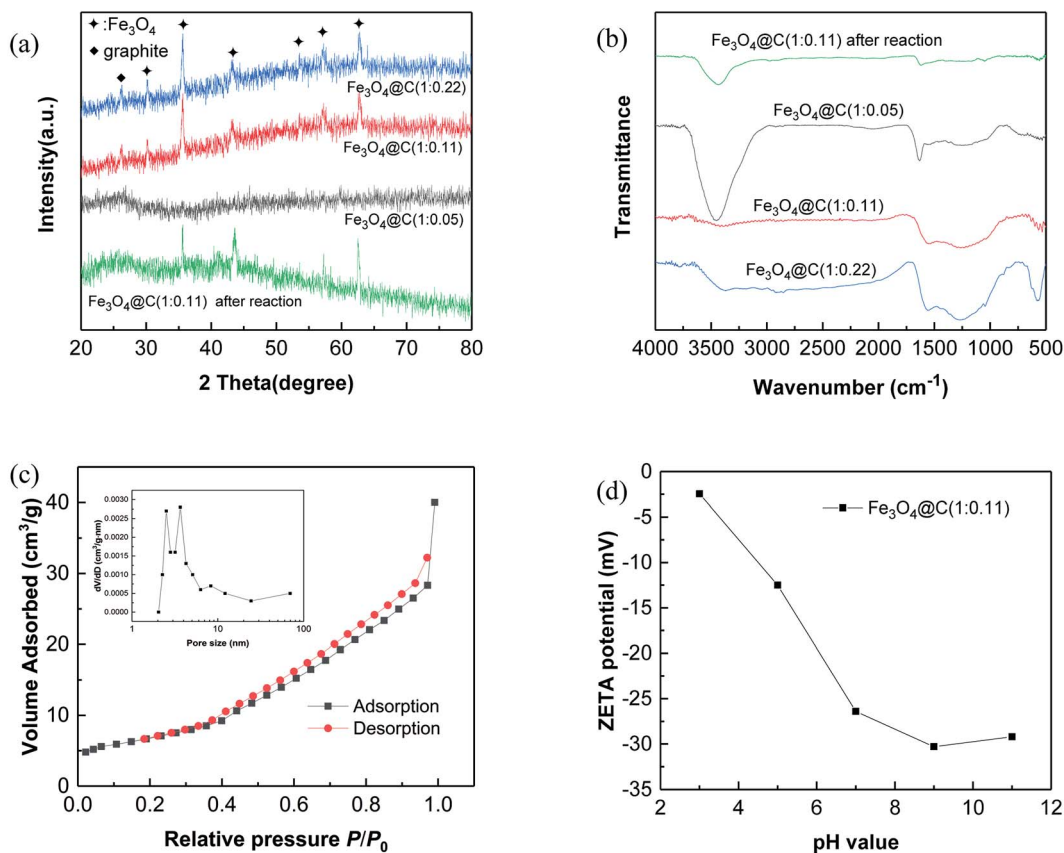 (a)
✦ :Fe₃O₄
◆ graphite
Fe₃O₄@C(1:0.22)
Fe₃O₄@C(1:0.11)
Fe₃O₄@C(1:0.05)
Fe₃O₄@C(1:0.11) after reaction
Intensity(a.u.)
20 30 40 50 60 70 80
2 Theta(degree)
(b)
Fe₃O₄@C(1:0.11) after reaction
Fe₃O₄@C(1:0.05)
Fe₃O₄@C(1:0.11)
Fe₃O₄@C(1:0.22)
Transmittance
4000 3500 3000 2500 2000 1500 1000 500
Wavenumber (cm⁻¹)
(c)
40
30
20
10
0
Volume Adsorbed (cm³/g)
0.0030
0.0025
0.0020
0.0015
0.0010
0.0005
0.0000
dV/dD (cm³/g·nm)
1 10 100
Pore size (nm)
Adsorption
Desorption
0.0 0.2 0.4 0.6 0.8 1.0
Relative pressure P/P₀
(d)
0
-5
-10
-15
-20
-25
-30
-35
ZETA potential (mV)
Fe₃O₄@C(1:0.11)
2 4 6 8 10 12
pH value